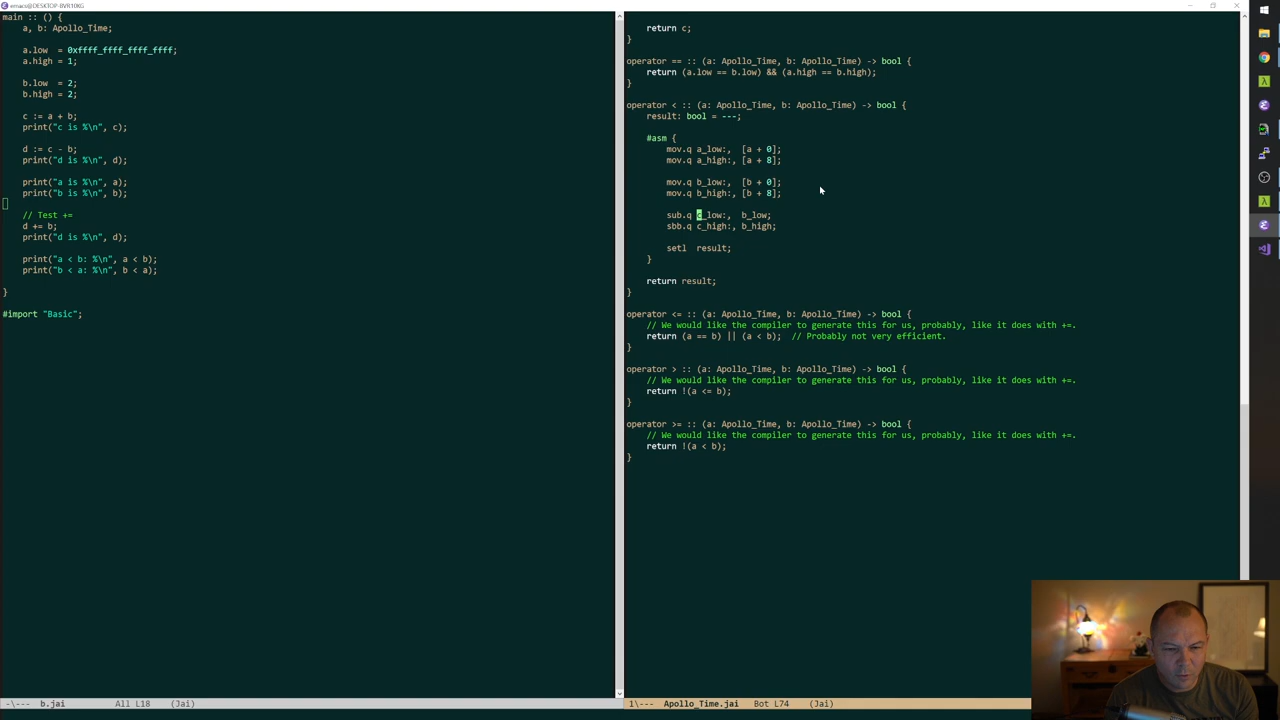 emacs@DESKTOP-BVR10KG
main :: () {
    a, b: Apollo_Time;
    a.low  = 0xffff_ffff_ffff_ffff;
    a.high = 1;
    b.low  = 2;
    b.high = 2;
    c := a + b;
    print("c is %\n", c);
    d := c - b;
    print("d is %\n", d);
    print("a is %\n", a);
    print("b is %\n", b);
    // Test +=
    d += b;
    print("d is %\n", d);
    print("a < b: %\n", a < b);
    print("b < a: %\n", b < a);
}
#import "Basic";
-\--- b.jai All L18 (Jai)
    return c;
}
operator == :: (a: Apollo_Time, b: Apollo_Time) -> bool {
    return (a.low == b.low) && (a.high == b.high);
}
operator < :: (a: Apollo_Time, b: Apollo_Time) -> bool {
    result: bool = ---;
    #asm {
        mov.q a_low:,  [a + 0];
        mov.q a_high:, [a + 8];
        mov.q b_low:,  [b + 0];
        mov.q b_high:, [b + 8];
        sub.q c_low:,  b_low;
        sbb.q c_high:, b_high;
        setl  result;
    }
    return result;
}
operator <= :: (a: Apollo_Time, b: Apollo_Time) -> bool {
    // We would like the compiler to generate this for us, probably, like it does with +=.
    return (a == b) || (a < b);  // Probably not very efficient.
}
operator > :: (a: Apollo_Time, b: Apollo_Time) -> bool {
    // We would like the compiler to generate this for us, probably, like it does with +=.
    return !(a <= b);
}
operator >= :: (a: Apollo_Time, b: Apollo_Time) -> bool {
    // We would like the compiler to generate this for us, probably, like it does with +=.
    return !(a < b);
}
1\--- Apollo_Time.jai Bot L74 (Jai)